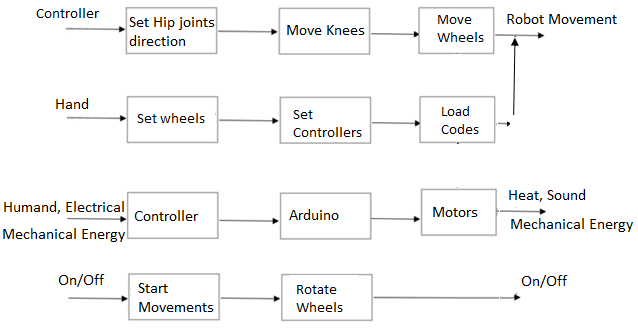 Controller
Set Hip joints
direction
Move Knees
Move
Wheels
Robot Movement
Hand
Set wheels
Set
Controllers
Load
Codes
Humand, Electrical
Mechanical Energy
Controller
Arduino
Motors
Heat, Sound
Mechanical Energy
On/Off
Start
Movements
Rotate
Wheels
On/Off